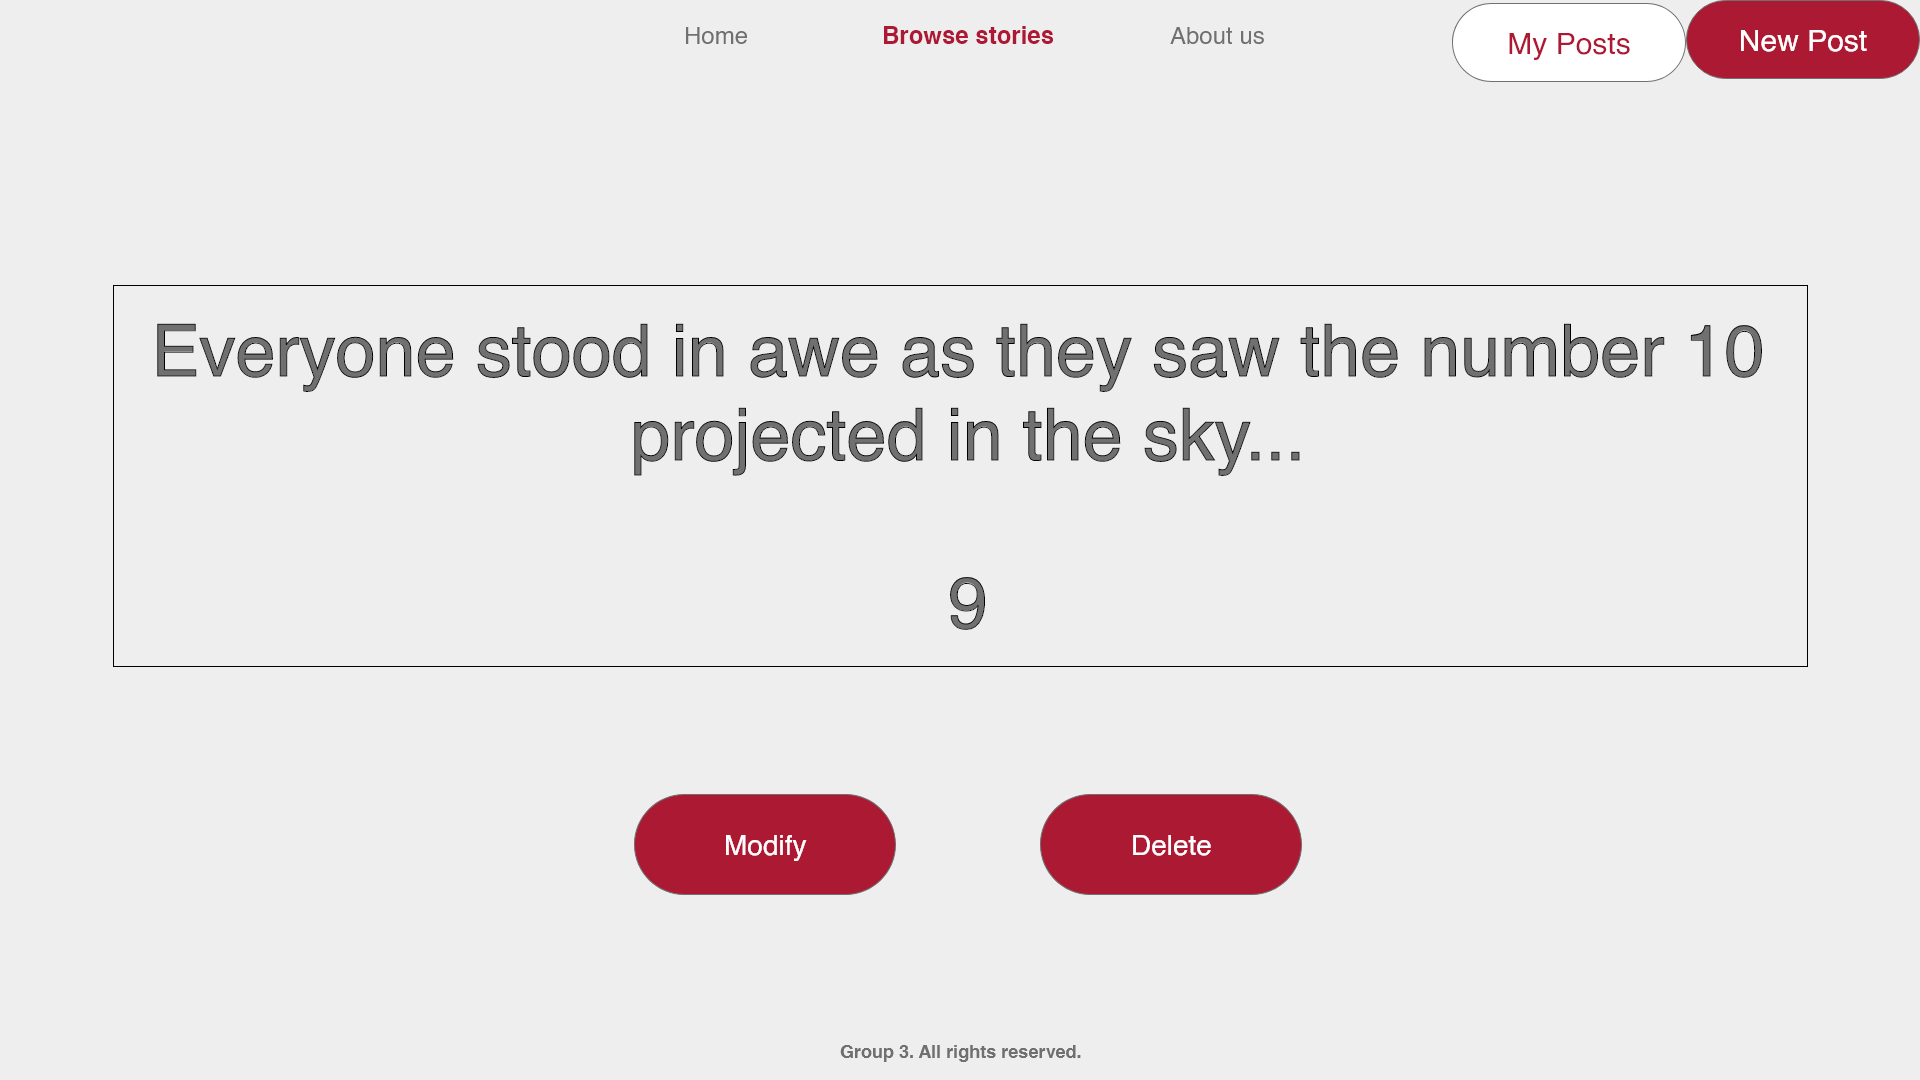 Home
Browse stories
About us
My Posts
New Post
Everyone stood in awe as they saw the number 10
projected in the sky...
9
Modify
Delete
Group 3. All rights reserved.